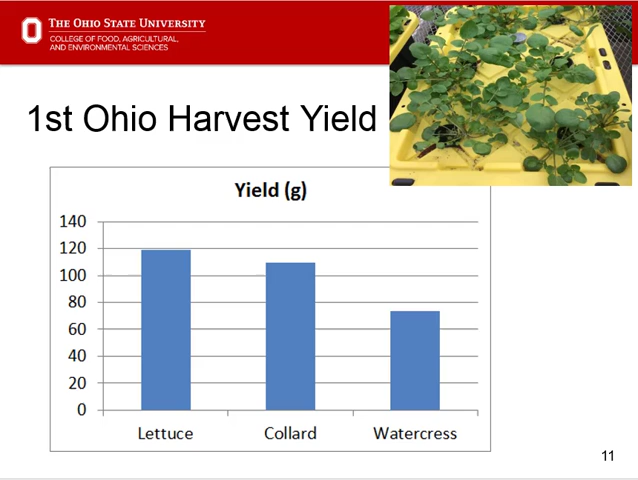 THE OHIO STATE UNIVERSITY
COLLEGE OF FOOD, AGRICULTURAL,
AND ENVIRONMENTAL SCIENCES
1st Ohio Harvest Yield
Yield (g)
140
120
100
80
60
40
20
0
Lettuce Collard Watercress
11